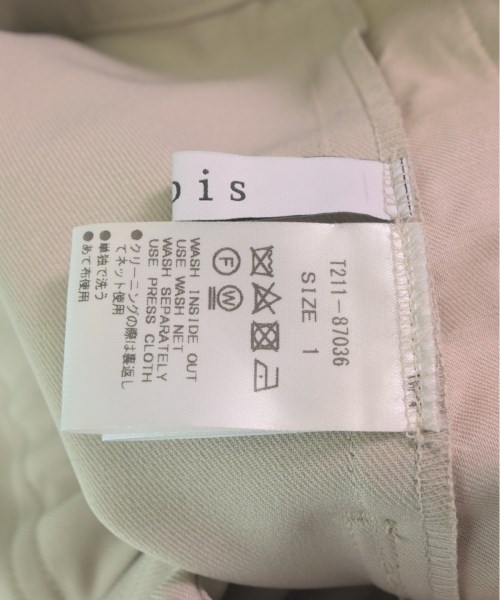 ois
T211-87036
SIZE 1
F W
WASH INSIDE OUT
USE WASH NET
WASH SEPARATELY
USE PRESS CLOTH
●クリーニングの際は裏返し
てネット使用
●単独で洗う
●めて布使用